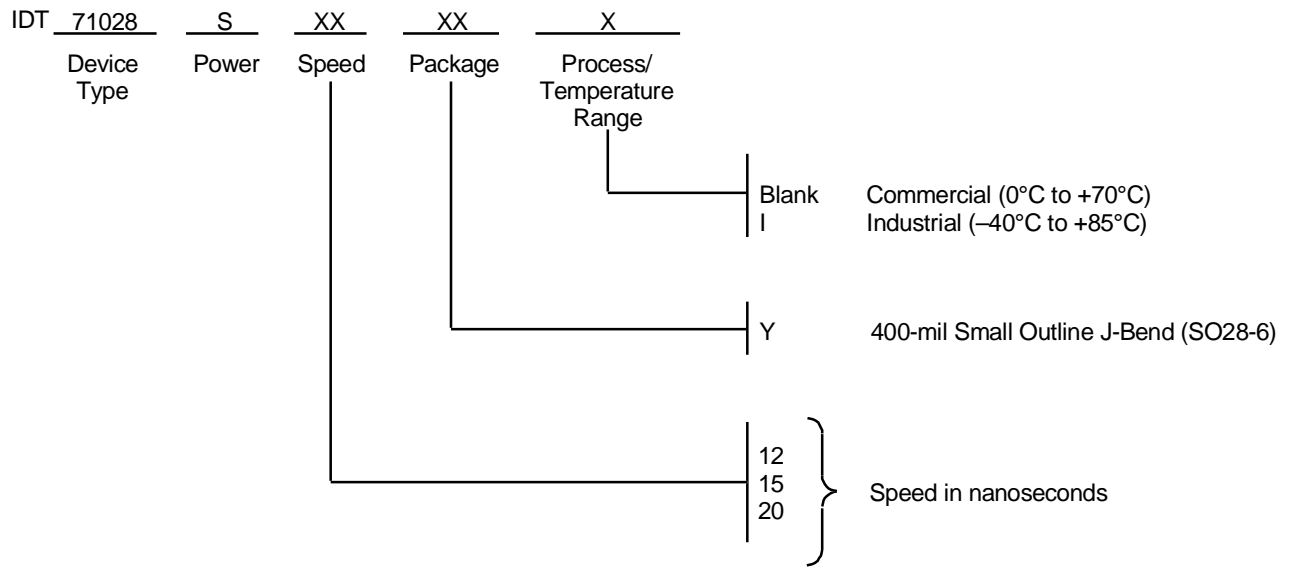 IDT 71028 S XX XX X
Device Type Power Speed Package Process/ Temperature Range
Blank Commercial (0°C to +70°C)
I Industrial (–40°C to +85°C)
Y 400-mil Small Outline J-Bend (SO28-6)
12
15
20
Speed in nanoseconds